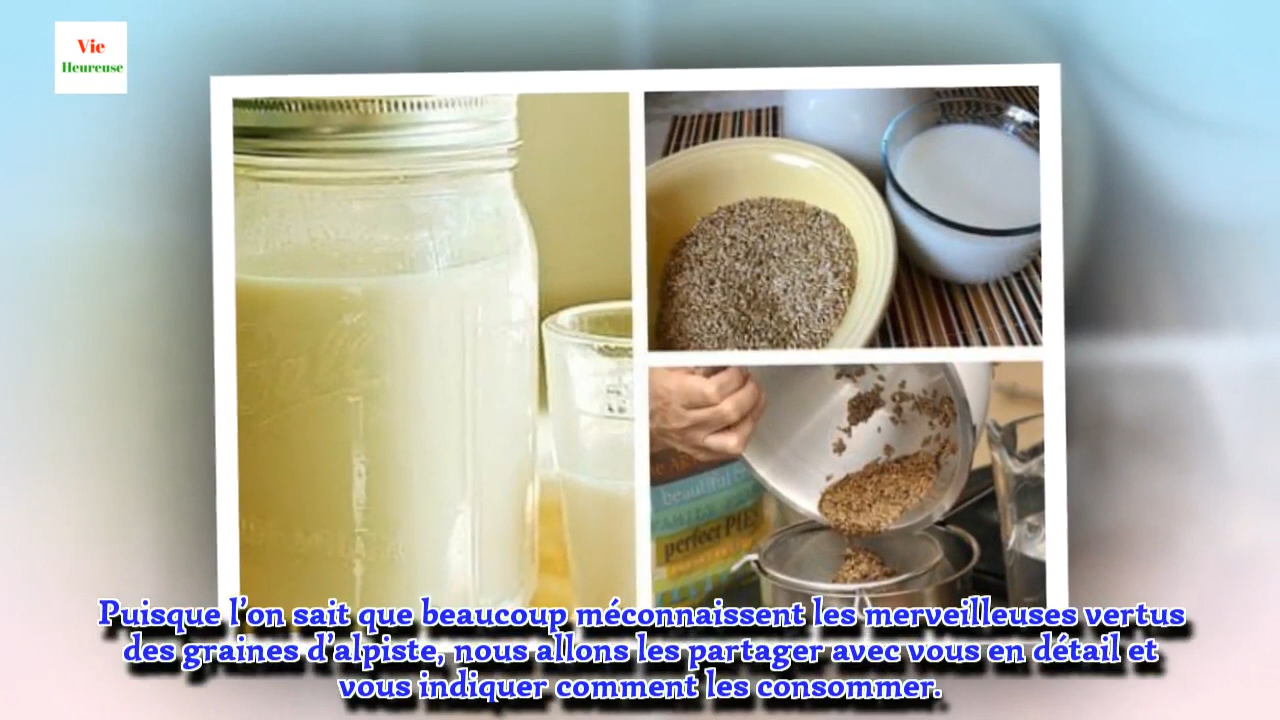 Vie
Heureuse
beautiful
perfect PIES
Puisque l'on sait que beaucoup méconnaissent les merveilleuses vertus
des graines d'alpiste, nous allons les partager avec vous en détail et
vous indiquer comment les consommer.